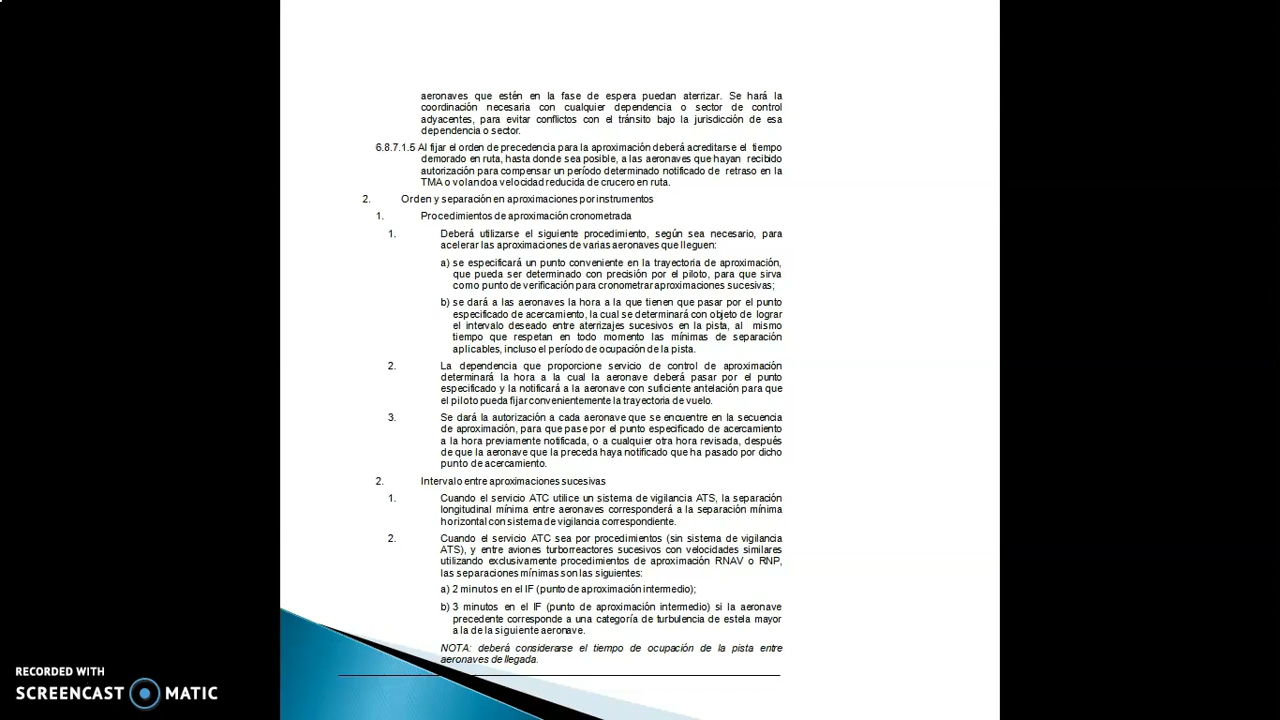 aeronaves que estén en la fase de espera puedan aterrizar. Se hará la
coordinación necesaria con cualquier dependencia o sector de control
adyacentes, para evitar conflictos con el tránsito bajo la jurisdicción de esa
dependencia o sector.
6.8.7.1.5 Al fijar el orden de precedencia para la aproximación deberá acreditarse el tiempo
demorado en ruta, hasta donde sea posible, a las aeronaves que hayan recibido
autorización para compensar un período determinado notificado de retraso en la
TMA o volando a velocidad reducida de crucero en ruta.
2. Orden y separación en aproximaciones por instrumentos
1. Procedimientos de aproximación cronometrada
1. Deberá utilizarse el siguiente procedimiento, según sea necesario, para
acelerar las aproximaciones de varias aeronaves que lleguen:
a) se especificará un punto conveniente en la trayectoria de aproximación,
que pueda ser determinado con precisión por el piloto, para que sirva
como punto de verificación para cronometrar aproximaciones sucesivas;
b) se dará a las aeronaves la hora a la que tienen que pasar por el punto
especificado de acercamiento, la cual se determinará con objeto de lograr
el intervalo deseado entre aterrizajes sucesivos en la pista, al mismo
tiempo que respetan en todo momento las mínimas de separación
aplicables, incluso el período de ocupación de la pista.
2. La dependencia que proporcione servicio de control de aproximación
determinará la hora a la cual la aeronave deberá pasar por el punto
especificado y la notificará a la aeronave con suficiente antelación para que
el piloto pueda fijar convenientemente la trayectoria de vuelo.
3. Se dará la autorización a cada aeronave que se encuentre en la secuencia
de aproximación, para que pase por el punto especificado de acercamiento
a la hora previamente notificada, o a cualquier otra hora revisada, después
de que la aeronave que la preceda haya notificado que ha pasado por dicho
punto de acercamiento.
2. Intervalo entre aproximaciones sucesivas
1. Cuando el servicio ATC utilice un sistema de vigilancia ATS, la separación
longitudinal mínima entre aeronaves corresponderá a la separación mínima
horizontal con sistema de vigilancia correspondiente.
2. Cuando el servicio ATC sea por procedimientos (sin sistema de vigilancia
ATS), y entre aviones turborreactores sucesivos con velocidades similares
utilizando exclusivamente procedimientos de aproximación RNAV o RNP,
las separaciones mínimas son las siguientes:
a) 2 minutos en el IF (punto de aproximación intermedio);
b) 3 minutos en el IF (punto de aproximación intermedio) si la aeronave
precedente corresponde a una categoría de turbulencia de estela mayor
a la de la siguiente aeronave.
NOTA: deberá considerarse el tiempo de ocupación de la pista entre
aeronaves de llegada.
RECORDED WITH
SCREENCAST MATIC